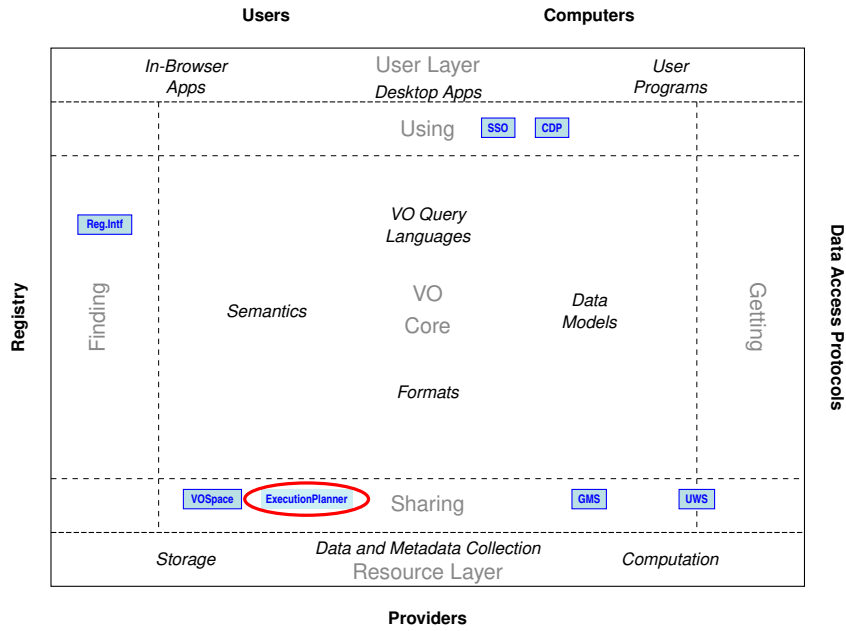 Users
Computers
In-Browser
Apps
User Layer
Desktop Apps
User
Programs
Using
SSO
CDP
Reg.Intf
VO Query
Languages
Registry
Finding
Semantics
VO
Core
Data
Models
Getting
Data Access Protocols
Formats
VOSpace
ExecutionPlanner
Sharing
GMS
UWS
Storage
Data and Metadata Collection
Resource Layer
Computation
Providers